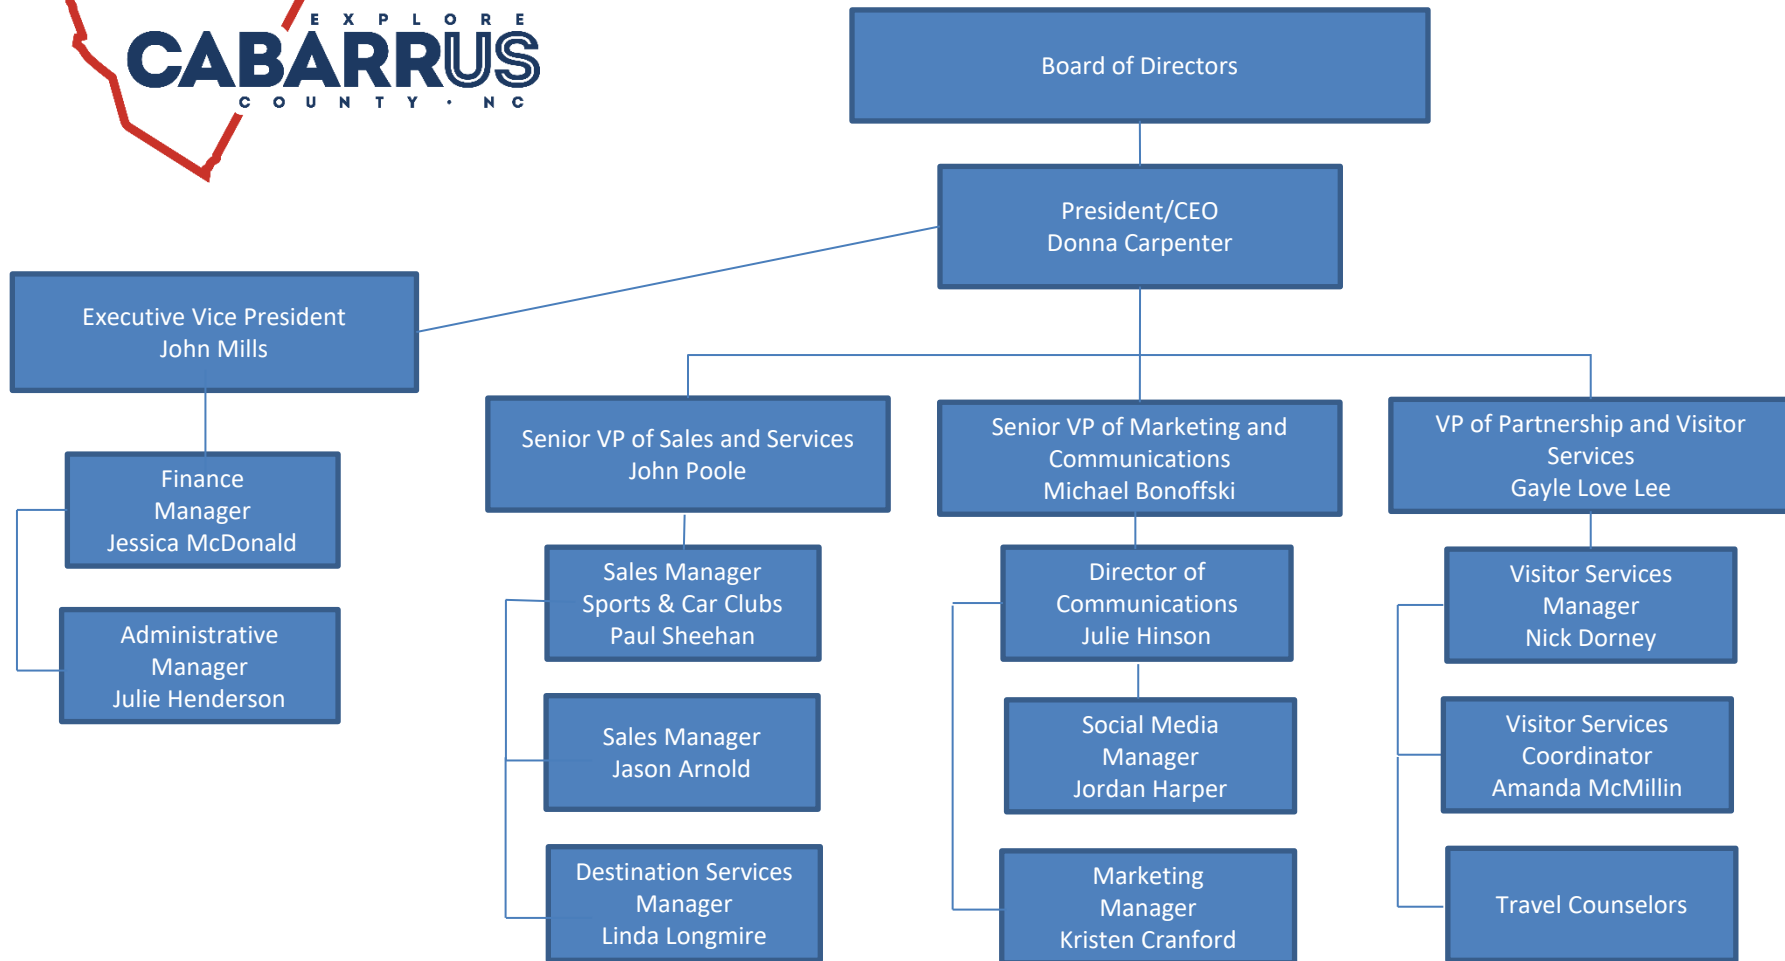 EXPLORE
CABARRUS
COUNTY · NC
Board of Directors
President/CEO
Donna Carpenter
Executive Vice President
John Mills
Finance
Manager
Jessica McDonald
Administrative
Manager
Julie Henderson
Senior VP of Sales and Services
John Poole
Sales Manager
Sports & Car Clubs
Paul Sheehan
Sales Manager
Jason Arnold
Destination Services
Manager
Linda Longmire
Senior VP of Marketing and
Communications
Michael Bonoffski
Director of
Communications
Julie Hinson
Social Media
Manager
Jordan Harper
Marketing
Manager
Kristen Cranford
VP of Partnership and Visitor
Services
Gayle Love Lee
Visitor Services
Manager
Nick Dorney
Visitor Services
Coordinator
Amanda McMillin
Travel Counselors